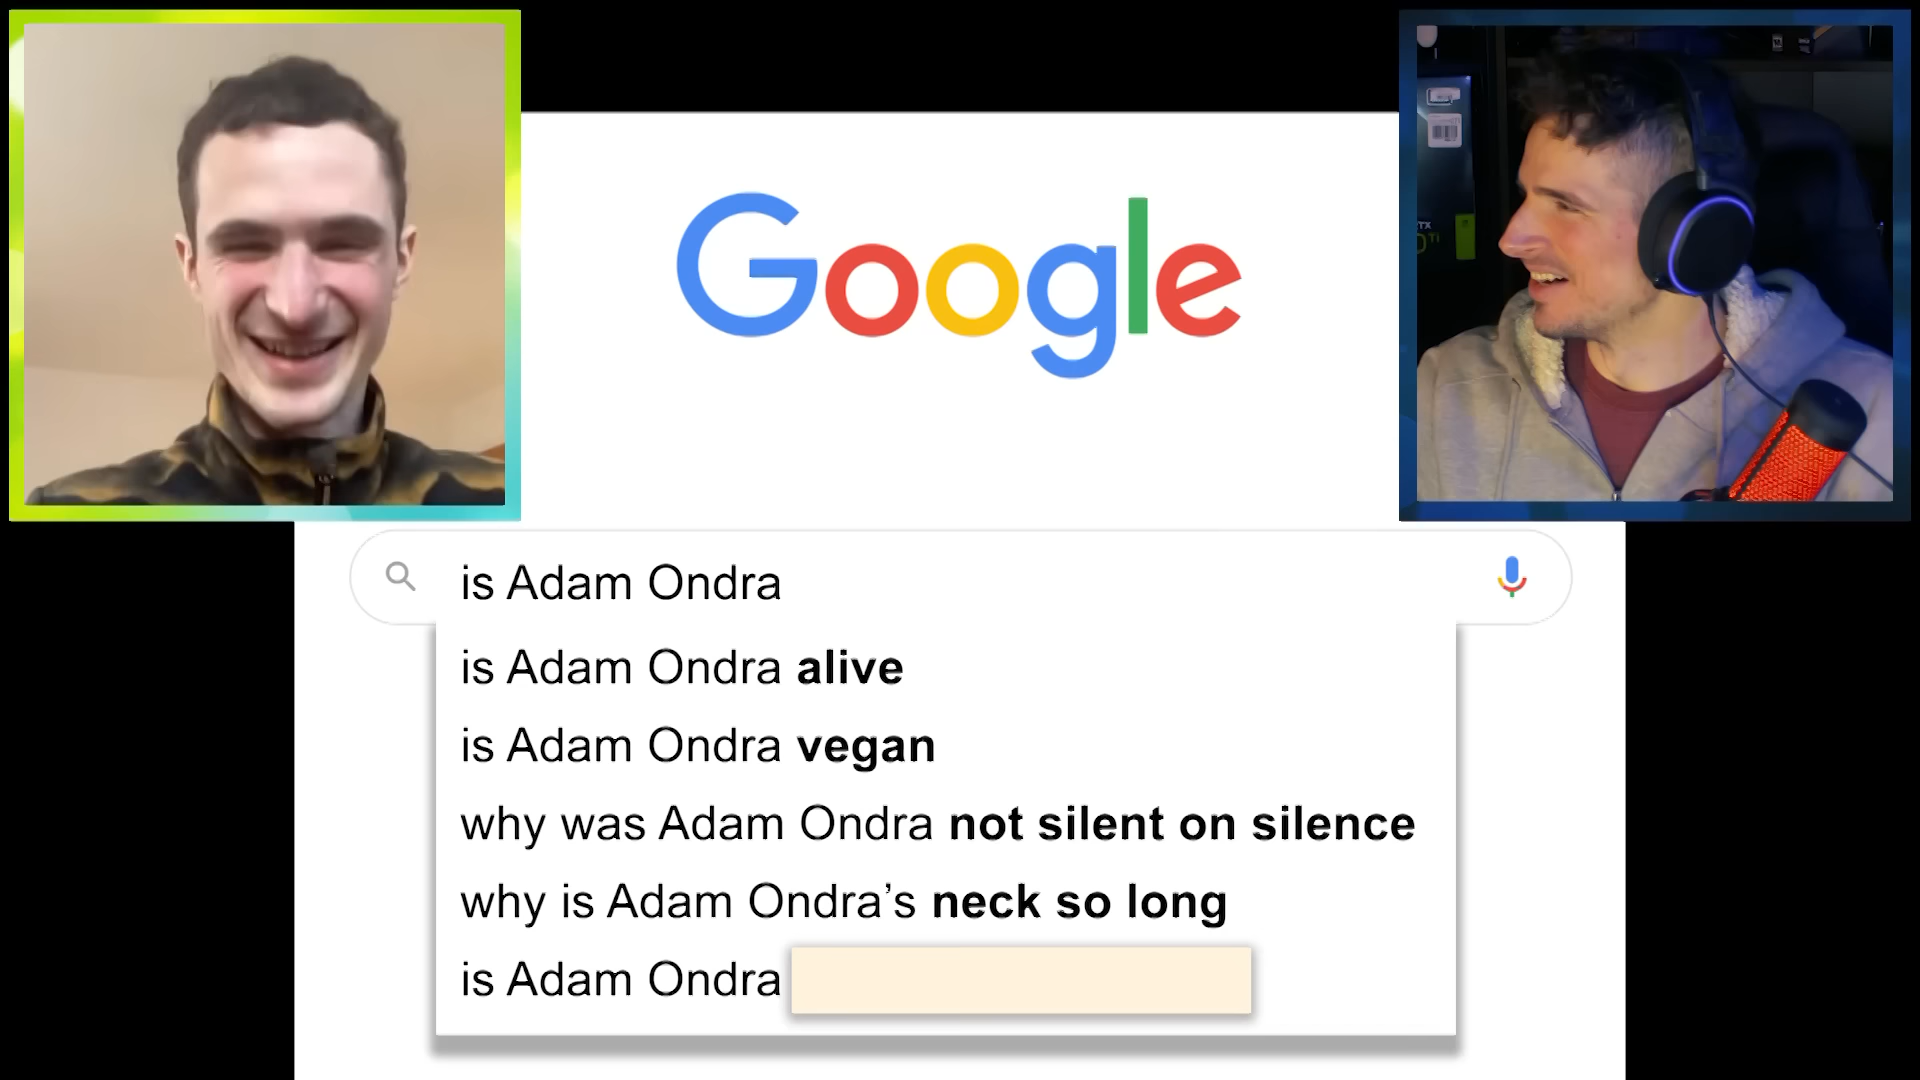 Google
is Adam Ondra
is Adam Ondra alive
is Adam Ondra vegan
why was Adam Ondra not silent on silence
why is Adam Ondra’s neck so long
is Adam Ondra